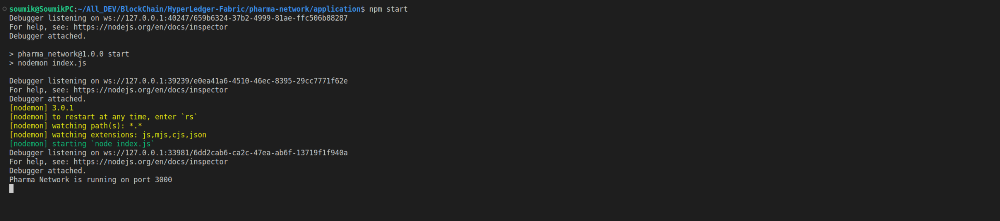 soumik@SoumikPC:~/All_DEV/BlockChain/HyperLedger-Fabric/pharma-network/application$ npm start
Debugger listening on ws://127.0.0.1:40247/659b6324-37b2-4999-81ae-ffc506b88287
For help, see: https://nodejs.org/en/docs/inspector
Debugger attached.
> pharma_network@1.0.0 start
> nodemon index.js
Debugger listening on ws://127.0.0.1:39239/e0ea41a6-4510-46ec-8395-29cc7771f62e
For help, see: https://nodejs.org/en/docs/inspector
Debugger attached.
[nodemon] 3.0.1
[nodemon] to restart at any time, enter `rs`
[nodemon] watching path(s): *.*
[nodemon] watching extensions: js,mjs,cjs,json
[nodemon] starting `node index.js`
Debugger listening on ws://127.0.0.1:33981/6dd2cab6-ca2c-47ea-ab6f-13719f1f940a
For help, see: https://nodejs.org/en/docs/inspector
Debugger attached.
Pharma Network is running on port 3000